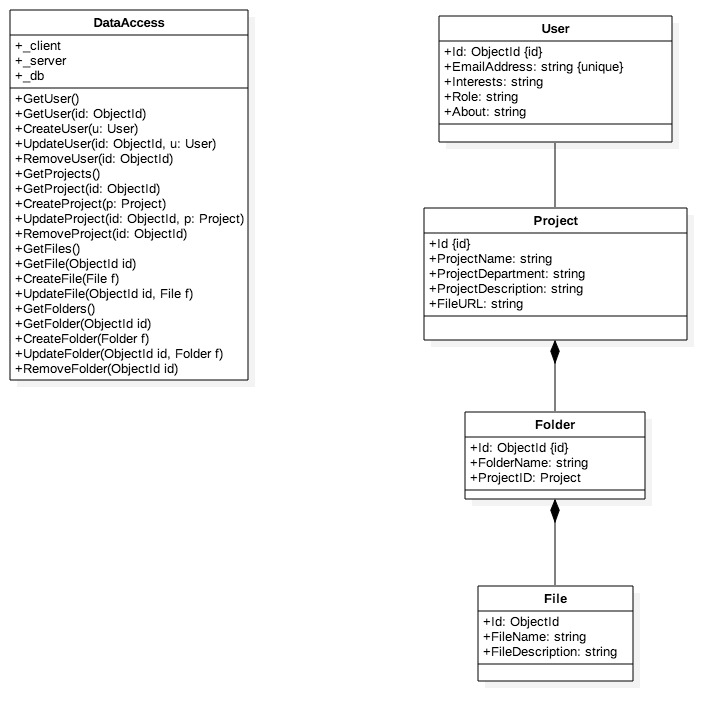 DataAccess
+_client
+_server
+_db
+GetUser()
+GetUser(id: ObjectId)
+CreateUser(u: User)
+UpdateUser(id: ObjectId, u: User)
+RemoveUser(id: ObjectId)
+GetProjects()
+GetProject(id: ObjectId)
+CreateProject(p: Project)
+UpdateProject(id: ObjectId, p: Project)
+RemoveProject(id: ObjectId)
+GetFiles()
+GetFile(ObjectId id)
+CreateFile(File f)
+UpdateFile(ObjectId id, File f)
+GetFolders()
+GetFolder(ObjectId id)
+CreateFolder(Folder f)
+UpdateFolder(ObjectId id, Folder f)
+RemoveFolder(ObjectId id)
User
+Id: ObjectId {id}
+EmailAddress: string {unique}
+Interests: string
+Role: string
+About: string
Project
+Id {id}
+ProjectName: string
+ProjectDepartment: string
+ProjectDescription: string
+FileURL: string
Folder
+Id: ObjectId {id}
+FolderName: string
+ProjectID: Project
File
+Id: ObjectId
+FileName: string
+FileDescription: string